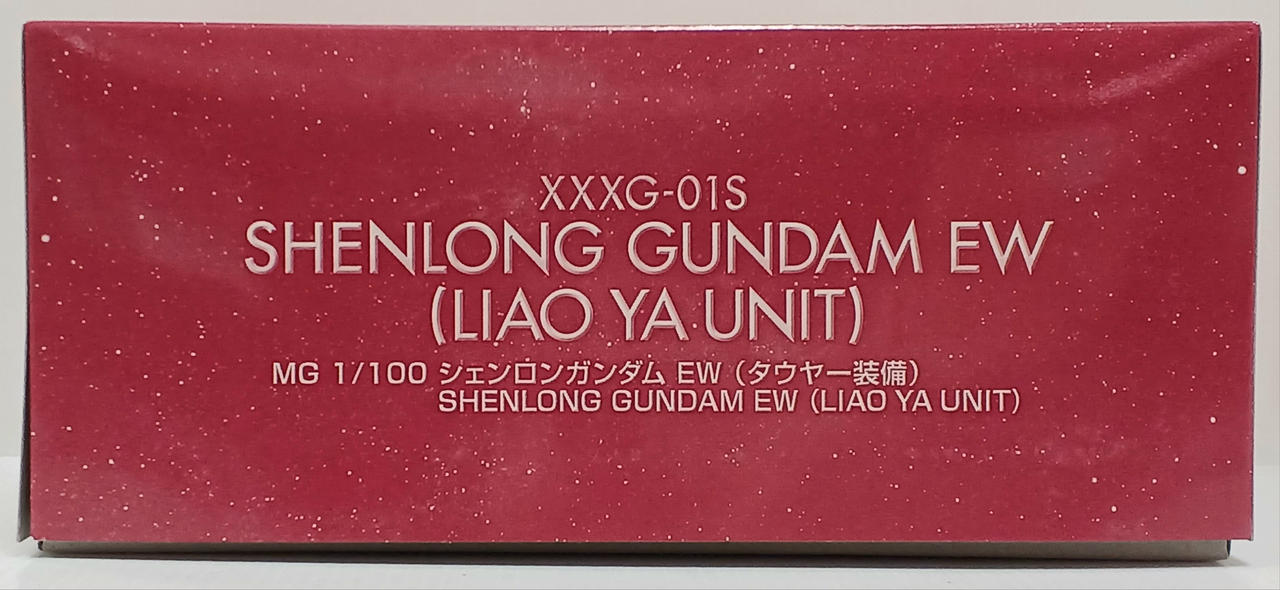 XXXG-01S
SHENLONG GUNDAM EW
(LIAO YA UNIT)
MG 1/100 シェンロンガンダム EW（タウヤー装備）
SHENLONG GUNDAM EW (LIAO YA UNIT)